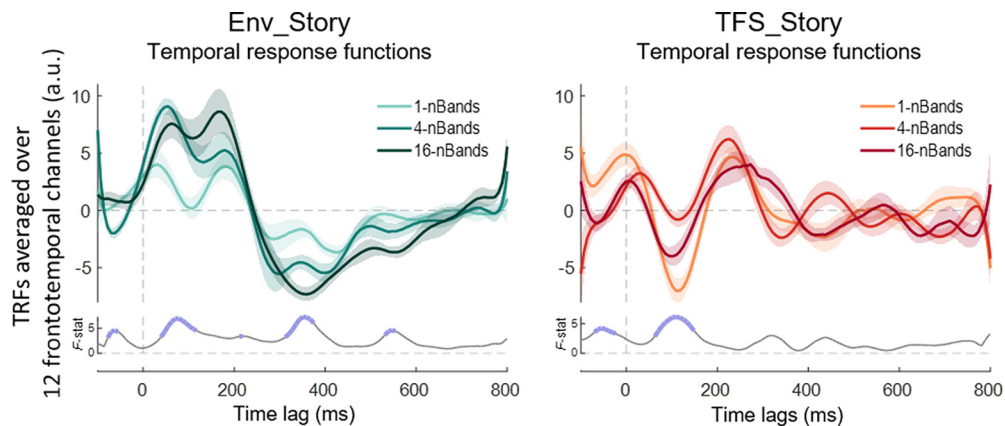 Env_Story
Temporal response functions
TFS_Story
Temporal response functions
TRFs averaged over
12 frontotemporal channels (a.u.)
10
5
0
-5
1-nBands
4-nBands
16-nBands
F-stat
5
0
0
200
400
600
800
Time lag (ms)
10
5
0
-5
1-nBands
4-nBands
16-nBands
F-stat
5
0
0
200
400
600
800
Time lags (ms)